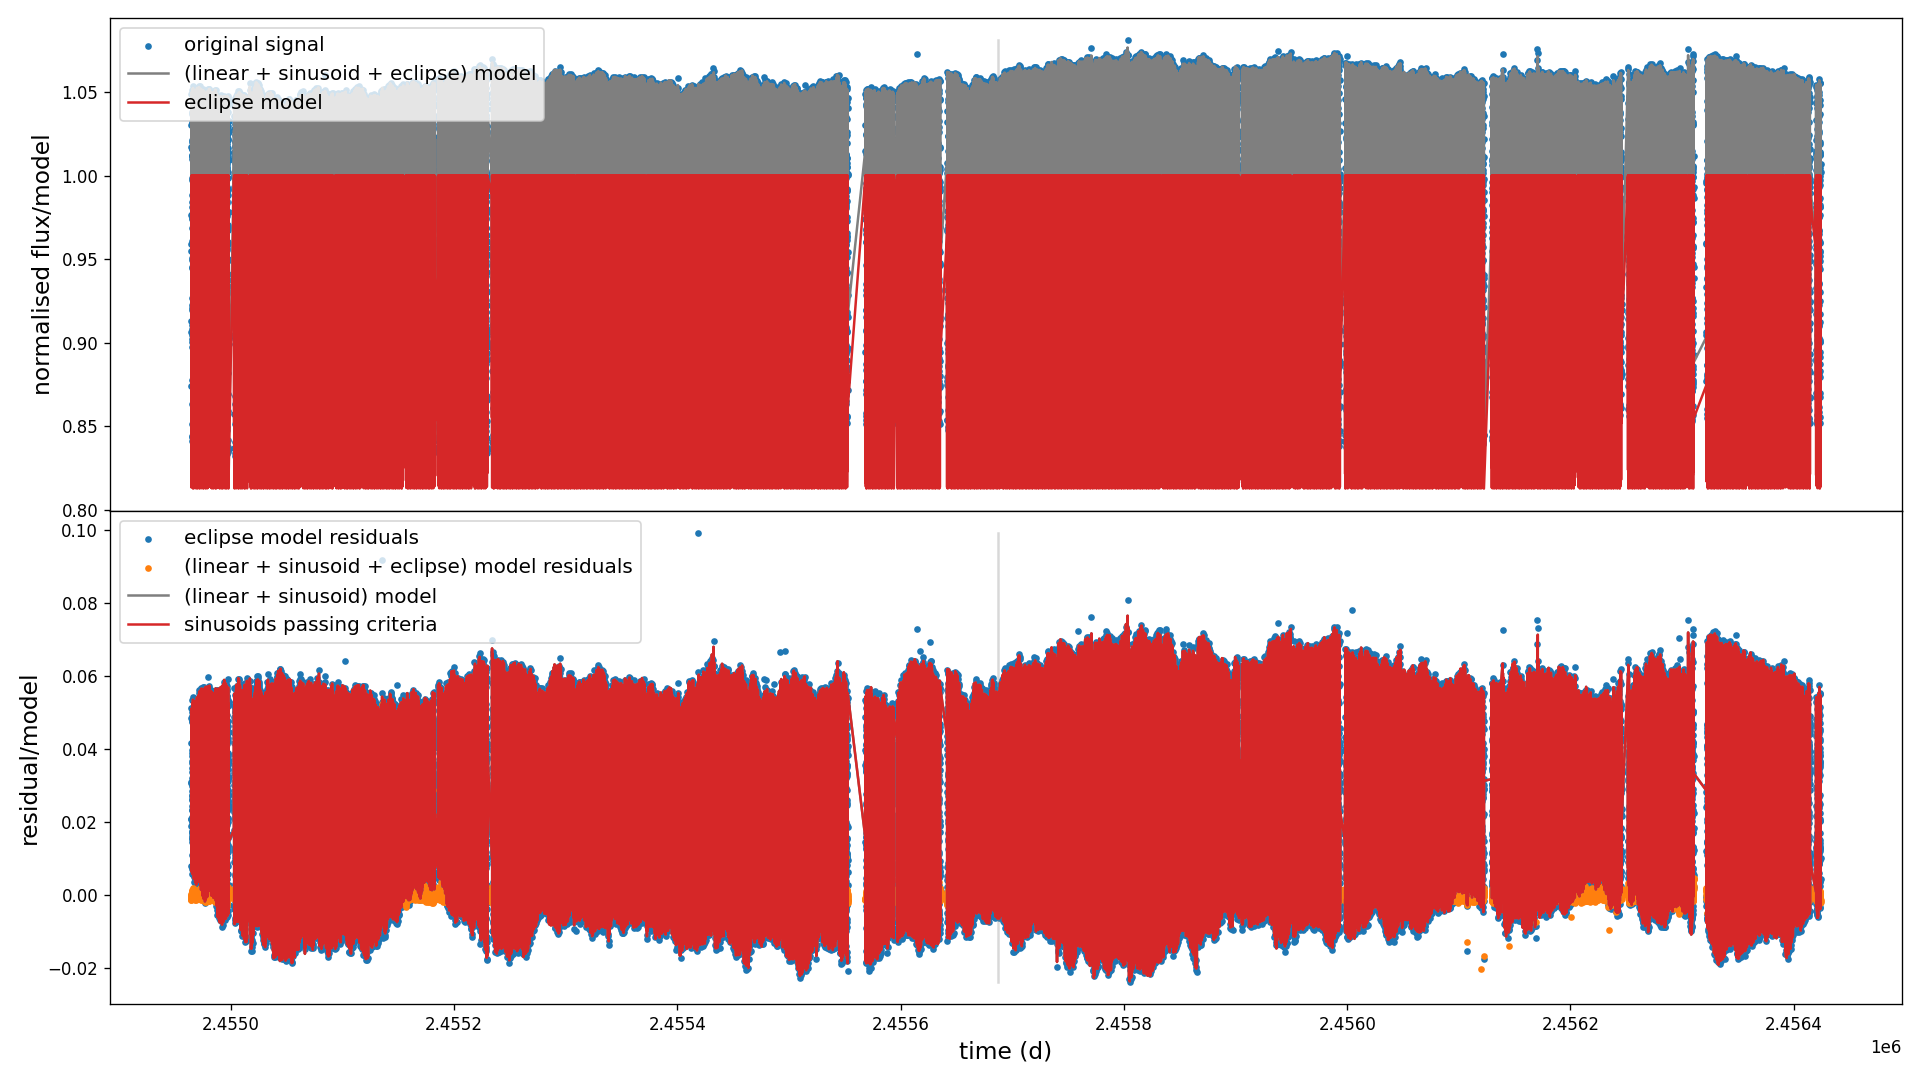 original signal
(linear + sinusoid + eclipse) model
eclipse model
normalised flux/model
1.05
1.00
0.95
0.90
0.85
0.80
eclipse model residuals
(linear + sinusoid + eclipse) model residuals
(linear + sinusoid) model
sinusoids passing criteria
residual/model
0.10
0.08
0.06
0.04
0.02
0.00
−0.02
2.4550 2.4552 2.4554 2.4556 2.4558 2.4560 2.4562 2.4564
1e6
time (d)